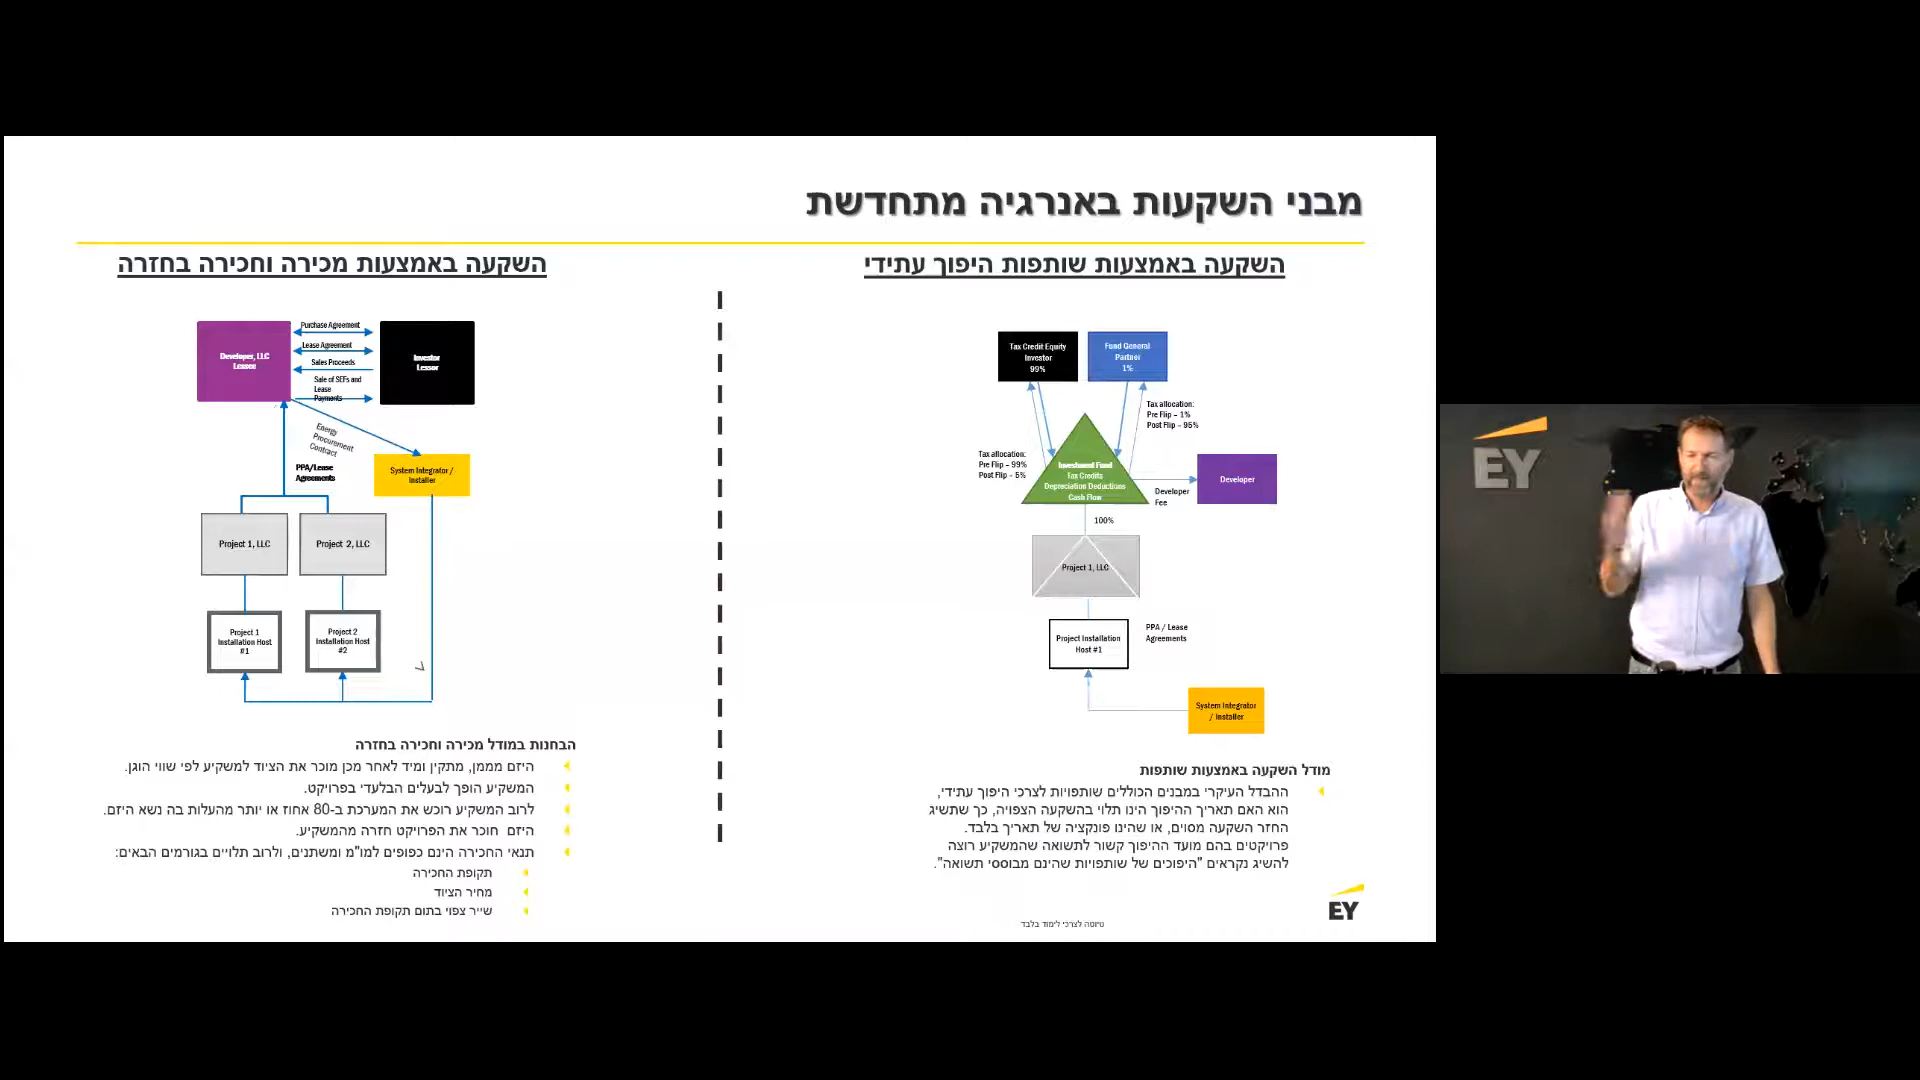 מבני השקעות באנרגיה מתחדשת
השקעה באמצעות שותפות היפוך עתידי
Tax Credit Equity
Investor
99%
Fund General
Partner
1%
Tax allocation:
Pre Flip – 1%
Post Flip – 95%
Tax allocation:
Pre Flip – 99%
Post Flip – 5%
Investment Fund
Tax Credits
Depreciation Deductions
Cash Flow
Developer
Fee
Developer
100%
Project 1, LLC
Project Installation
Host #1
PPA / Lease
Agreements
System Integrator
/ Installer
מודל השקעה באמצעות שותפות
ההבדל העיקרי במבנים הכוללים שותפויות לצרכי היפוך עתידי,
הוא האם תאריך ההיפוך הינו תלוי בהשקעה הצפויה, כך שתשיג
החזר השקעה מסוים, או שהינו פונקציה של תאריך בלבד.
פרויקטים בהם מועד ההיפוך קשור לתשואה שהמשקיע רוצה
להשיג נקראים "היפוכים של שותפויות שהינם מבוססי תשואה".
השקעה באמצעות מכירה וחכירה בחזרה
Developer, LLC
Lessee
Purchase Agreement
Lease Agreement
Sales Proceeds
Sale of SEFs and
Lease
Payments
Investor
Lessor
Energy
Procurement
Contract
PPA/Lease
Agreements
System Integrator /
Installer
Project 1, LLC
Project 2, LLC
Project 1
Installation Host
#1
Project 2
Installation Host
#2
הבחנות במודל מכירה וחכירה בחזרה
היזם מממן, מתקין ומיד לאחר מכן מוכר את הציוד למשקיע לפי שווי הוגן.
המשקיע הופך לבעלים הבלעדי בפרויקט.
לרוב המשקיע רוכש את המערכת ב-80 אחוז או יותר מהעלות בה נשא היזם.
היזם חוכר את הפרויקט חזרה מהמשקיע.
תנאי החכירה הינם כפופים למו"מ ומשתנים, ולרוב תלויים בגורמים הבאים:
תקופת החכירה
מחיר הציוד
שייר צפוי בתום תקופת החכירה
טיוטה לצרכי לימוד בלבד
EY
EY